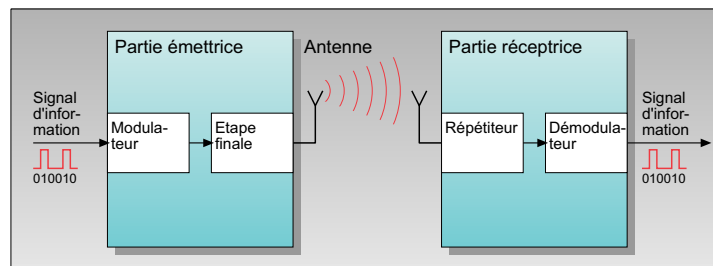 Partie émettrice
Antenne
Partie réceptrice
Signal
d'infor-
mation
010010
Modula-
teur
Etape
finale
Répétiteur
Démodula-
teur
Signal
d'infor-
mation
010010